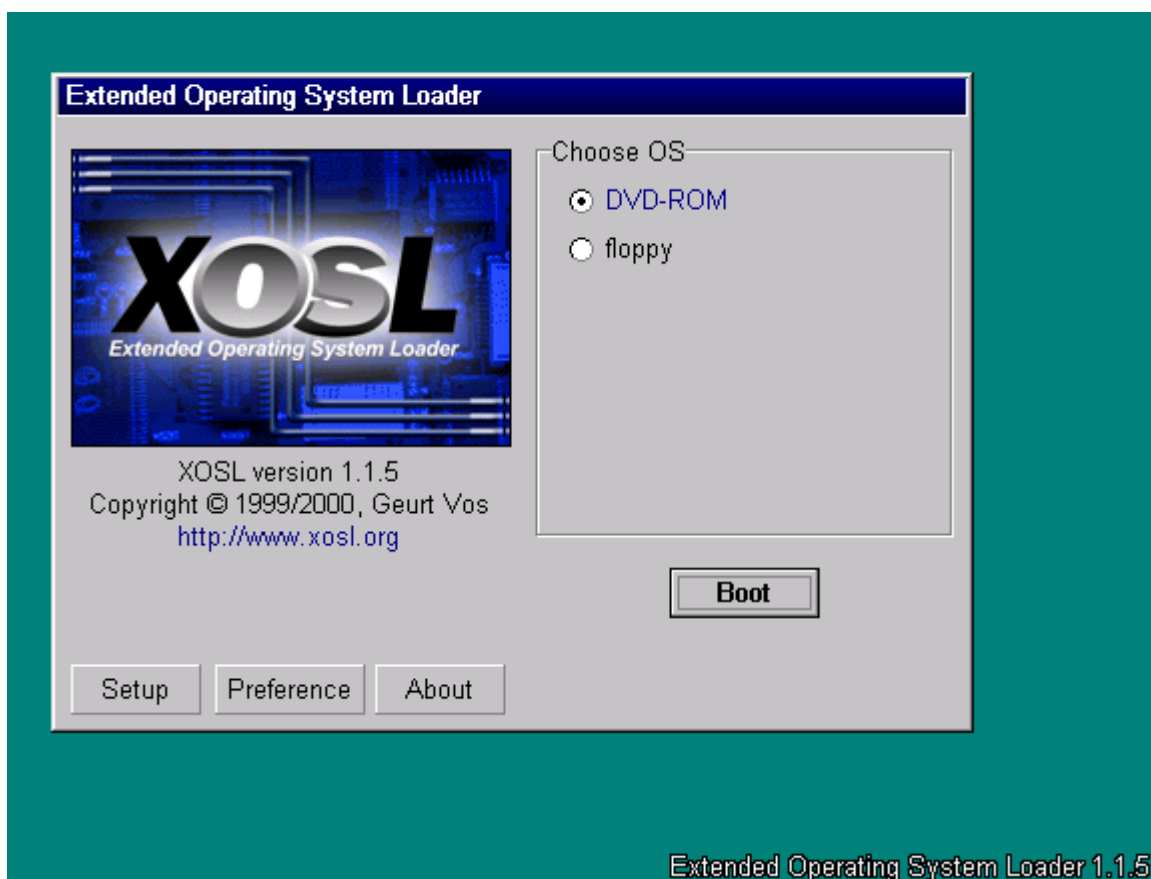 Extended Operating System Loader
XOSL
Extended Operating System Loader
XOSL version 1.1.5
Copyright © 1999/2000, Geurt Vos
http://www.xosl.org
Choose OS
DVD-ROM
floppy
Boot
Setup Preference About
Extended Operating System Loader 1.1.5